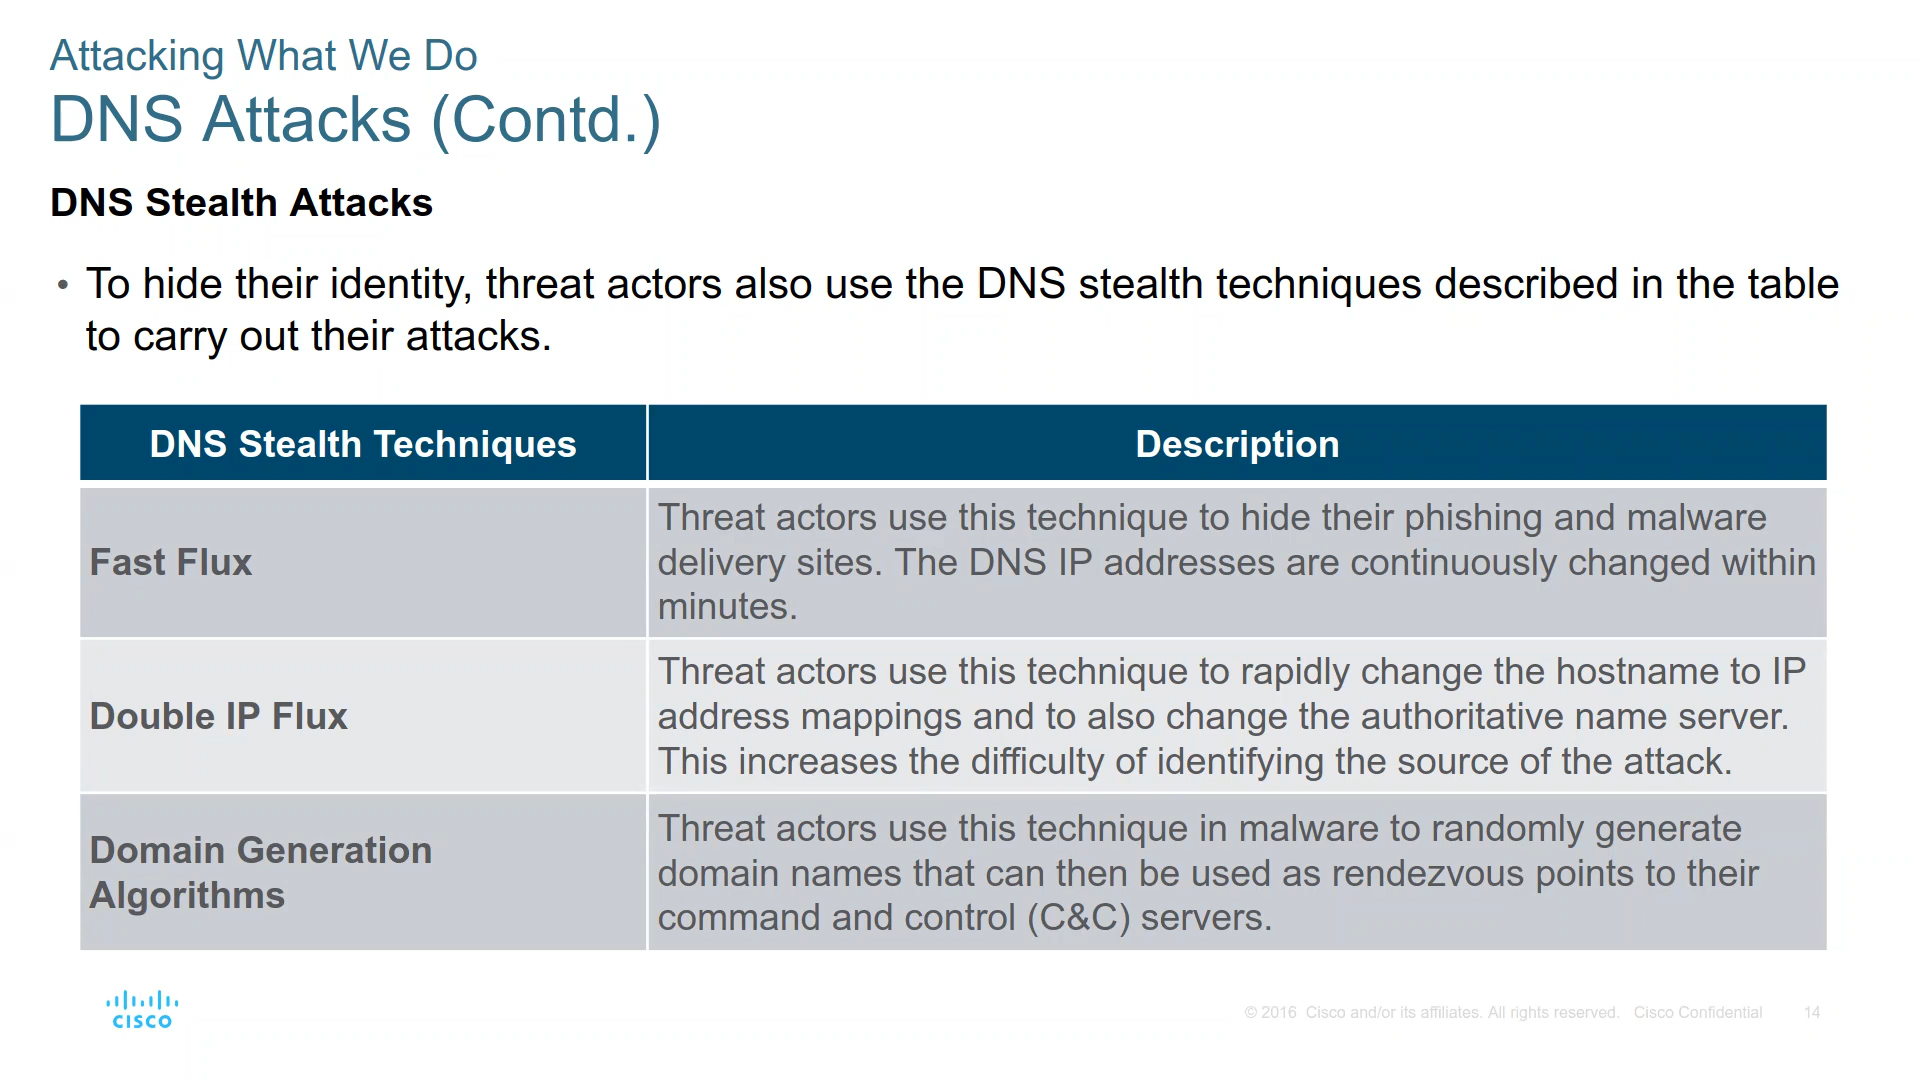 Attacking What We Do
DNS Attacks (Contd.)
DNS Stealth Attacks
• To hide their identity, threat actors also use the DNS stealth techniques described in the table
to carry out their attacks.
DNS Stealth Techniques
Description
Fast Flux
Threat actors use this technique to hide their phishing and malware
delivery sites. The DNS IP addresses are continuously changed within
minutes.
Double IP Flux
Threat actors use this technique to rapidly change the hostname to IP
address mappings and to also change the authoritative name server.
This increases the difficulty of identifying the source of the attack.
Domain Generation
Algorithms
Threat actors use this technique in malware to randomly generate
domain names that can then be used as rendezvous points to their
command and control (C&C) servers.
CISCO
© 2016 Cisco and/or its affiliates. All rights reserved. Cisco Confidential
14